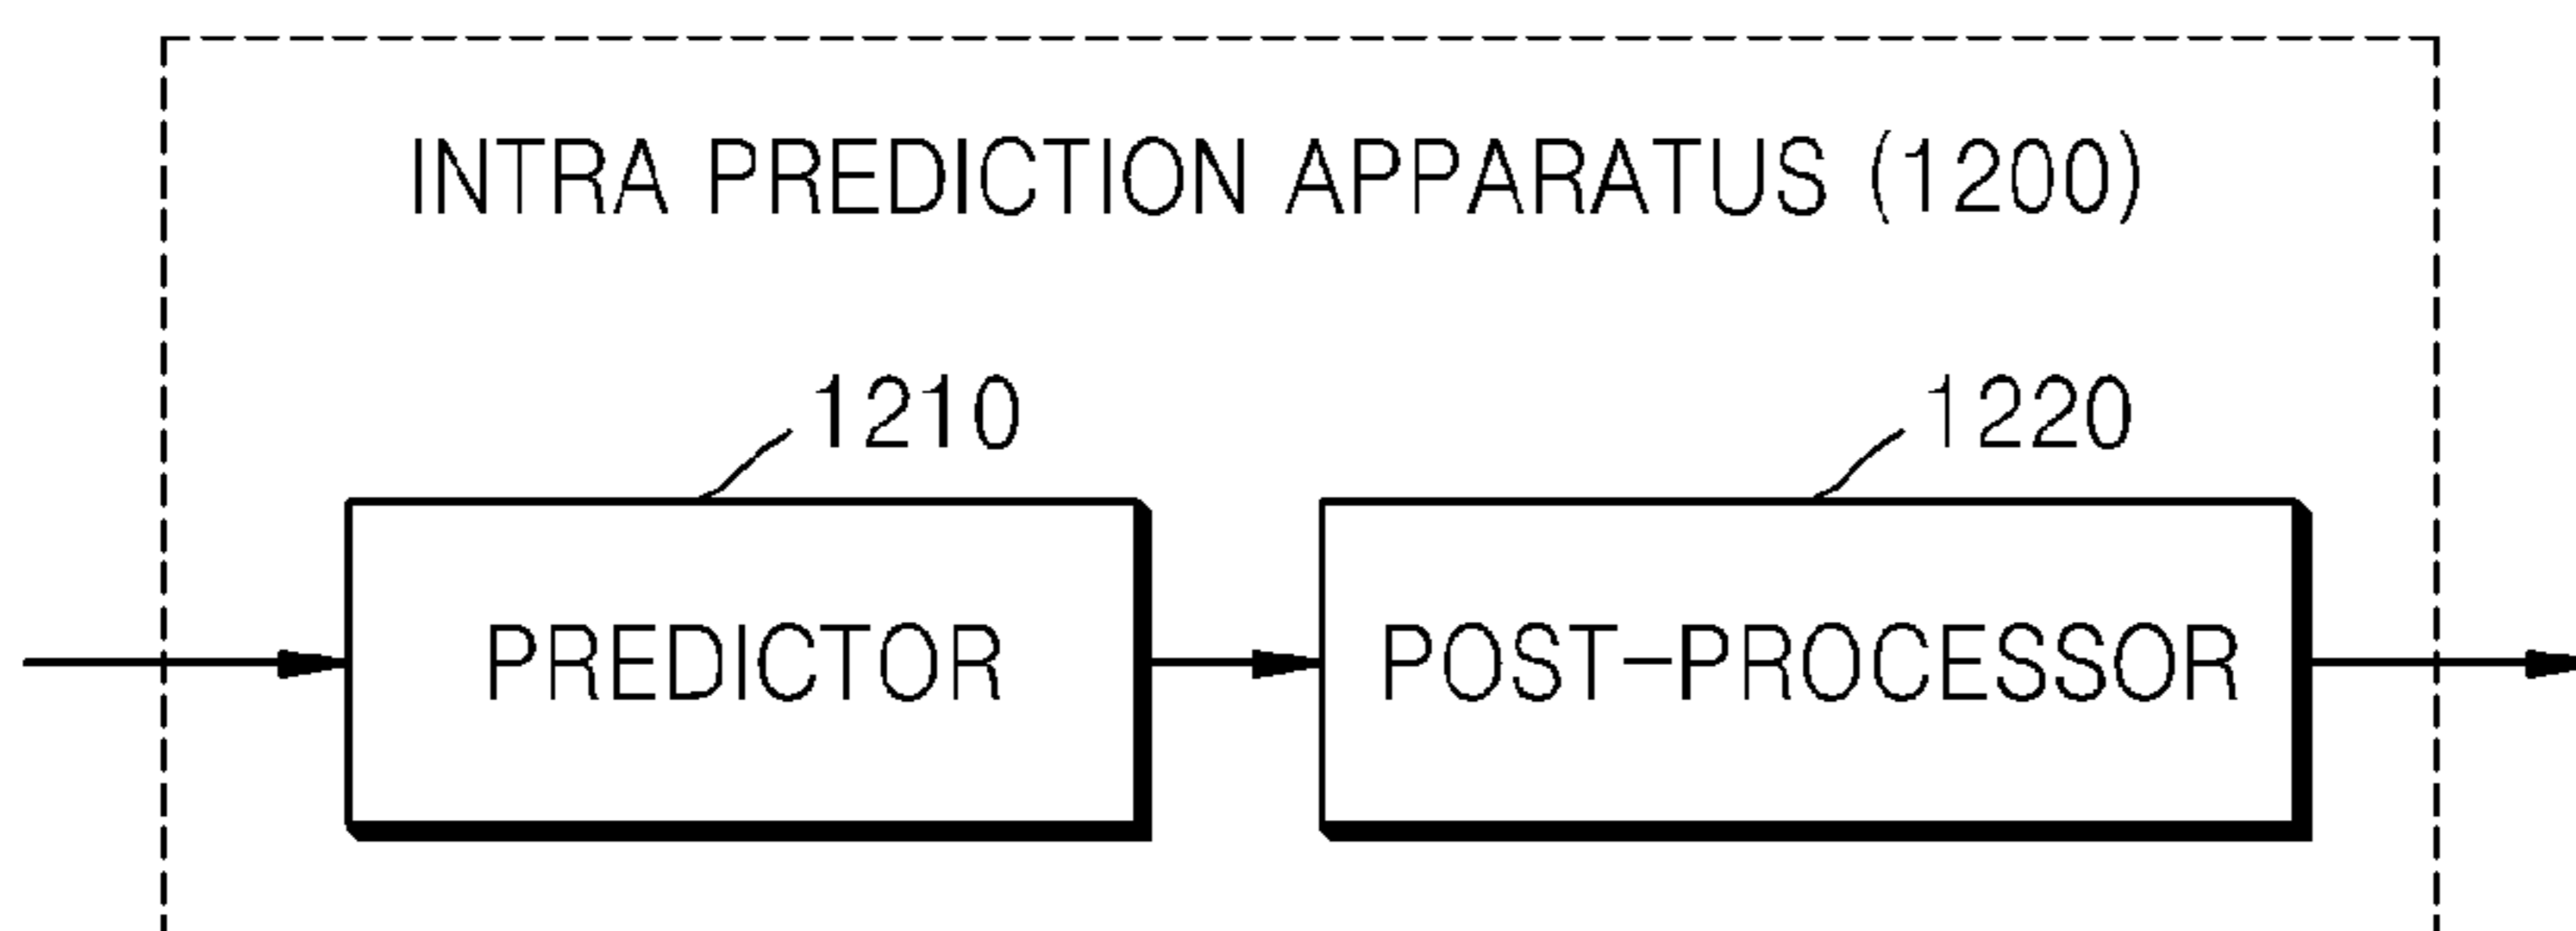 INTRA PREDICTION APPARATUS (1200)
1210
1220
PREDICTOR
POST-PROCESSOR